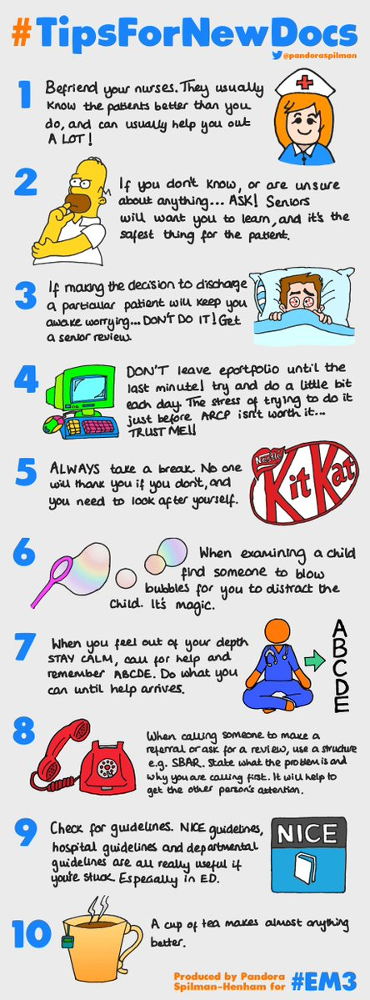 #TipsForNewDocs
@pandoraspilman
1
Befriend your nurses. They usually
know the patients better than you
do, and can usually help you out
A LOT!
2
If you don't know, or are unsure
about anything... ASK! Seniors
will want you to learn, and it's the
safest thing for the patient.
3
If making the decision to discharge
a particular patient will keep you
awake worrying... DON'T DO IT! Get
a senior review.
4
DON'T leave eportfolio until the
last minute! try and do a little bit
each day. The stress of trying to do it
just before ARCP isn't worth it...
TRUST ME!!
5
ALWAYS take a break. No one
will thank you if you don't, and
you need to look after yourself.
Nestle
KitKat
6
When examining a child
find someone to blow
bubbles for you to distract the
child. It's magic.
7
When you feel out of your depth
STAY CALM, call for help and
remember ABCDE. Do what you
can until help arrives.
A
B
C
D
E
8
When calling someone to make a
referral or ask for a review, use a structure
e.g. SBAR. State what the problem is and
why you are calling first. It will help to
get the other person's attention.
9
Check for guidelines. NICE guidelines,
hospital guidelines and departmental
guidelines are all really useful if
you're stuck. Especially in ED.
NICE
10
A cup of tea makes almost anything
better.
Produced by Pandora
Spilman-Henham for
#EM3